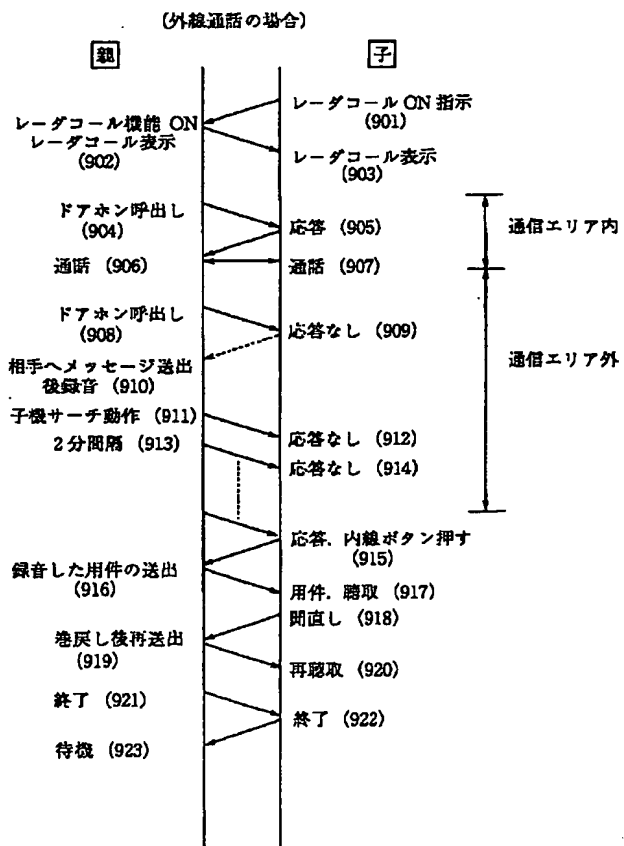 (外線通話の場合)
親
子
レーダコール ON 指示
(901)
レーダコール機能 ON
レーダコール表示
(902)
レーダコール表示
(903)
ドアホン呼出し
(904)
応答 (905)
通信エリア内
通話 (906)
通話 (907)
ドアホン呼出し
(908)
応答なし (909)
相手へメッセージ送出
後録音 (910)
通信エリア外
子機サーチ動作 (911)
応答なし (912)
2分間隔 (913)
応答なし (914)
応答．内線ボタン押す
(915)
録音した用件の送出
(916)
用件．聴取 (917)
聞直し (918)
巻戻し後再送出
(919)
再聴取 (920)
終了 (921)
終了 (922)
待機 (923)